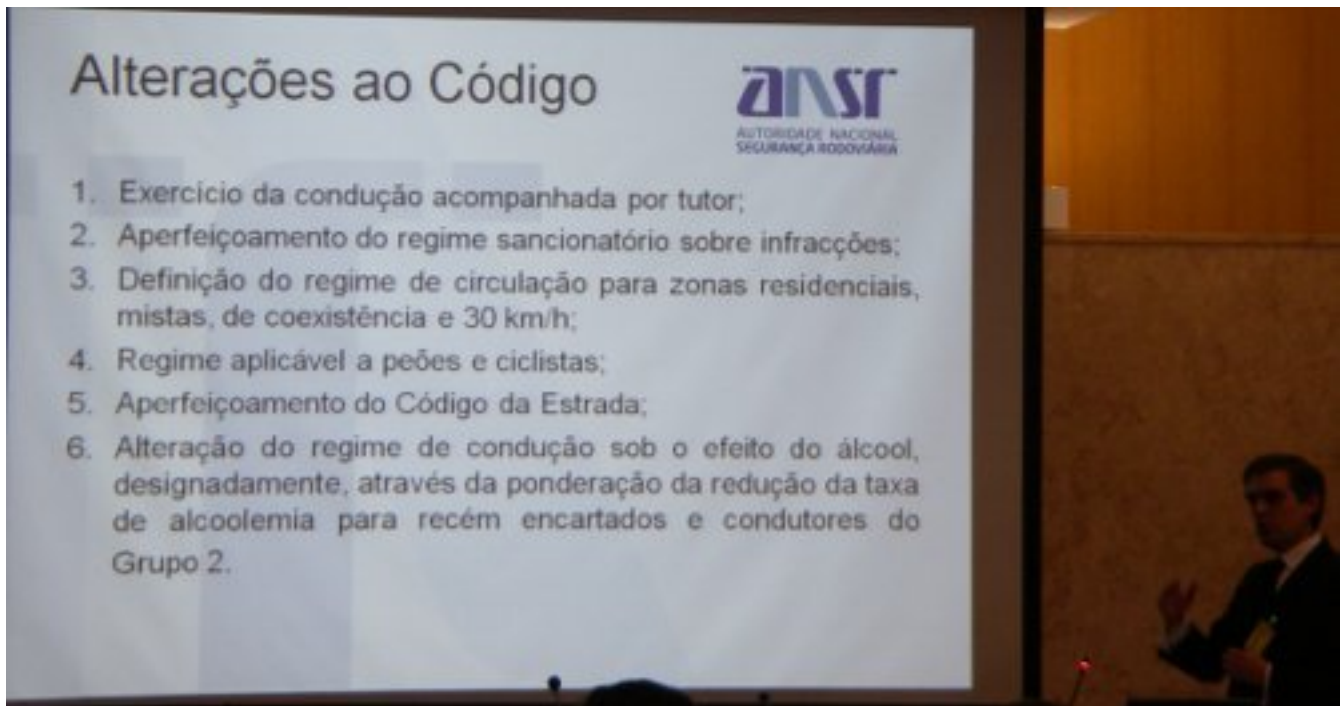 Alterações ao Código
ansr
AUTORIDADE NACIONAL
SEGURANÇA RODOVIÁRIA
1. Exercício da condução acompanhada por tutor;
2. Aperfeiçoamento do regime sancionatório sobre infracções;
3. Definição do regime de circulação para zonas residenciais,
mistas, de coexistência e 30 km/h;
4. Regime aplicável a peões e ciclistas;
5. Aperfeiçoamento do Código da Estrada;
6. Alteração do regime de condução sob o efeito do álcool,
designadamente, através da ponderação da redução da taxa
de alcoolemia para recém encartados e condutores do
Grupo 2.